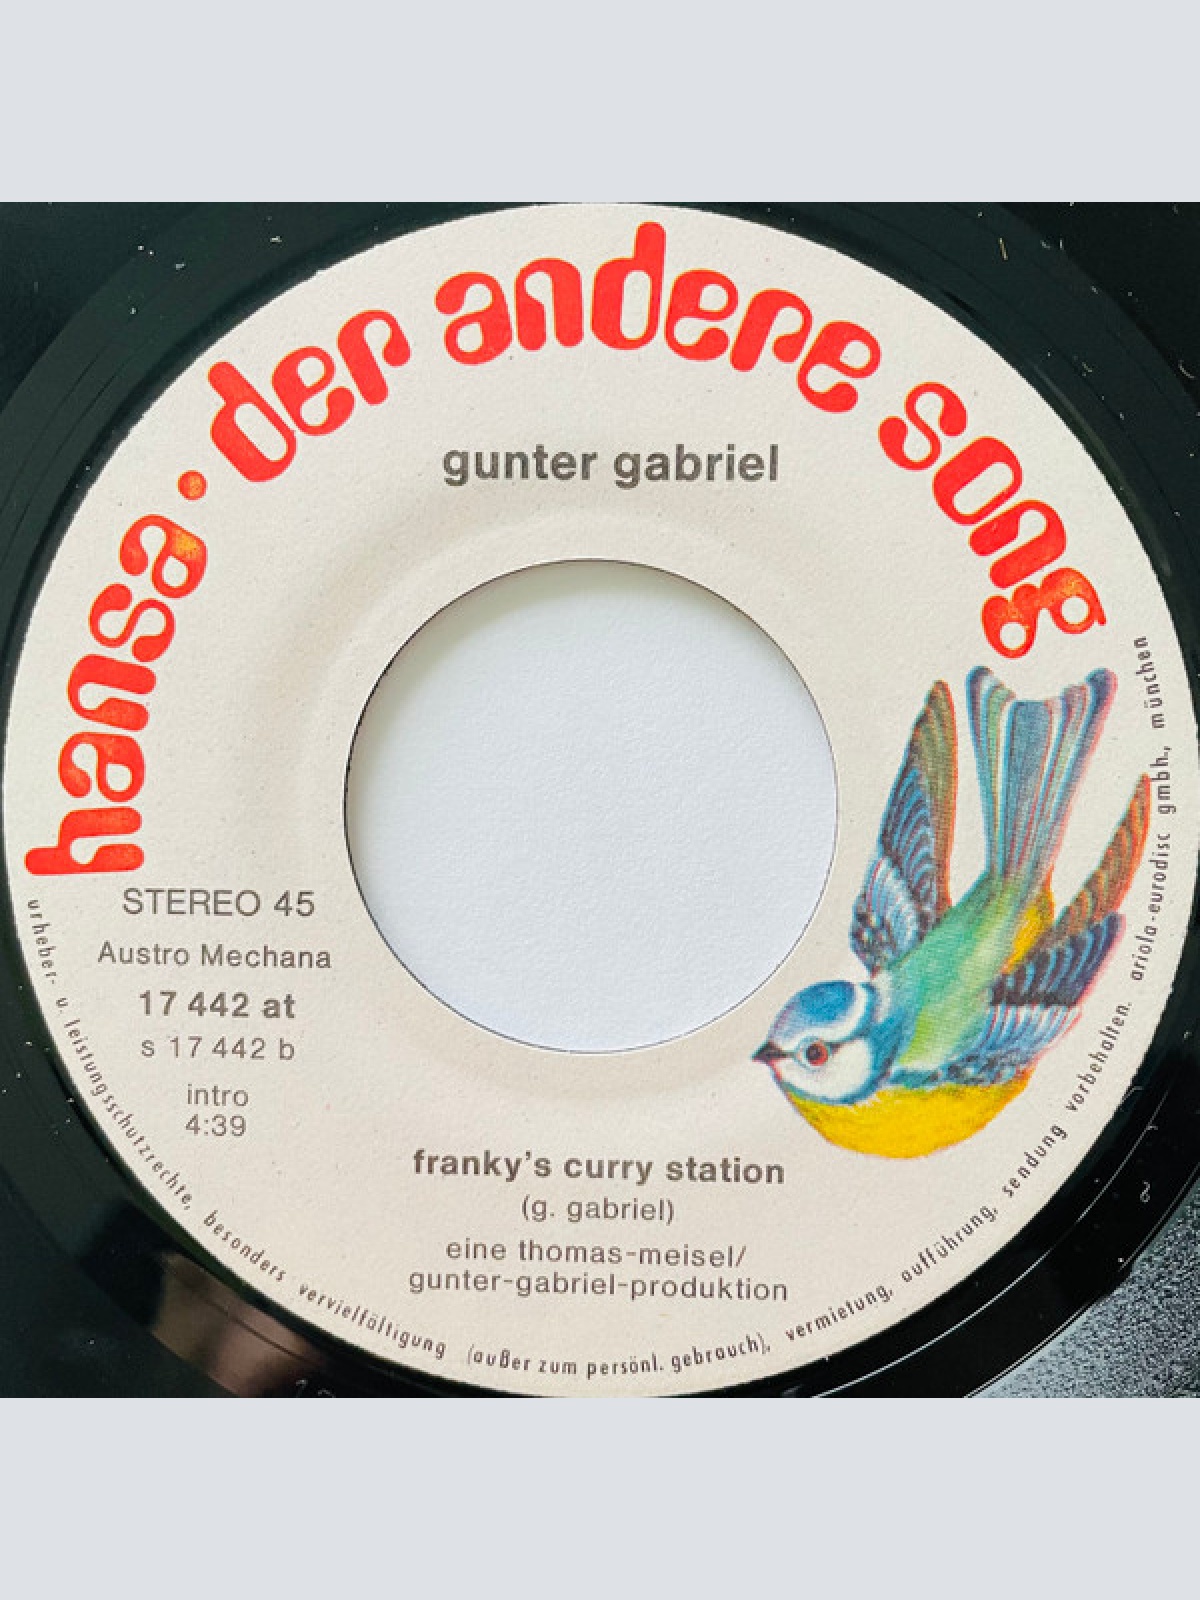 hansa · der andere song
gunter gabriel
STEREO 45
Austro Mechana
17 442 at
s 17 442 b
intro
4:39
franky's curry station
(g. gabriel)
eine thomas-meisel/
gunter-gabriel-produktion
urheber- u. leistungsschutzrechte, besonders vervielfältigung (außer zum persönl. gebrauch), vermietung, aufführung, sendung vorbehalten. ariola-eurodisc gmbh., münchen